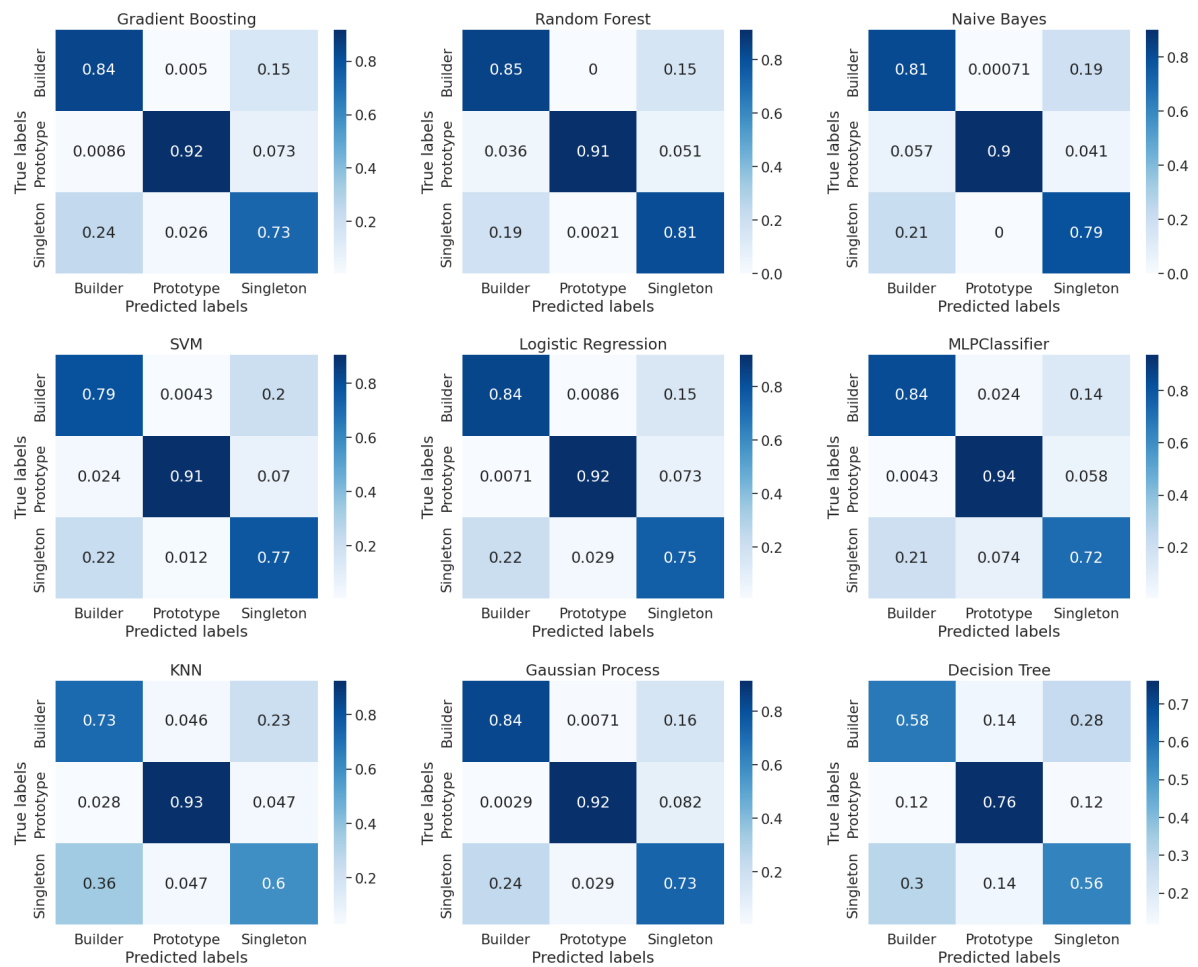 Gradient Boosting
True labels
Builder
Prototype
Singleton
0.84 0.005 0.15
0.0086 0.92 0.073
0.24 0.026 0.73
Builder Prototype Singleton
Predicted labels
0.8
0.6
0.4
0.2
Random Forest
True labels
Builder
Prototype
Singleton
0.85 0 0.15
0.036 0.91 0.051
0.19 0.0021 0.81
Builder Prototype Singleton
Predicted labels
0.8
0.6
0.4
0.2
0.0
Naive Bayes
True labels
Builder
Prototype
Singleton
0.81 0.00071 0.19
0.057 0.9 0.041
0.21 0 0.79
Builder Prototype Singleton
Predicted labels
0.8
0.6
0.4
0.2
0.0
SVM
True labels
Builder
Prototype
Singleton
0.79 0.0043 0.2
0.024 0.91 0.07
0.22 0.012 0.77
Builder Prototype Singleton
Predicted labels
0.8
0.6
0.4
0.2
Logistic Regression
True labels
Builder
Prototype
Singleton
0.84 0.0086 0.15
0.0071 0.92 0.073
0.22 0.029 0.75
Builder Prototype Singleton
Predicted labels
0.8
0.6
0.4
0.2
MLPClassifier
True labels
Builder
Prototype
Singleton
0.84 0.024 0.14
0.0043 0.94 0.058
0.21 0.074 0.72
Builder Prototype Singleton
Predicted labels
0.8
0.6
0.4
0.2
KNN
True labels
Builder
Prototype
Singleton
0.73 0.046 0.23
0.028 0.93 0.047
0.36 0.047 0.6
Builder Prototype Singleton
Predicted labels
0.8
0.6
0.4
0.2
Gaussian Process
True labels
Builder
Prototype
Singleton
0.84 0.0071 0.16
0.0029 0.92 0.082
0.24 0.029 0.73
Builder Prototype Singleton
Predicted labels
0.8
0.6
0.4
0.2
Decision Tree
True labels
Builder
Prototype
Singleton
0.58 0.14 0.28
0.12 0.76 0.12
0.3 0.14 0.56
Builder Prototype Singleton
Predicted labels
0.7
0.6
0.5
0.4
0.3
0.2